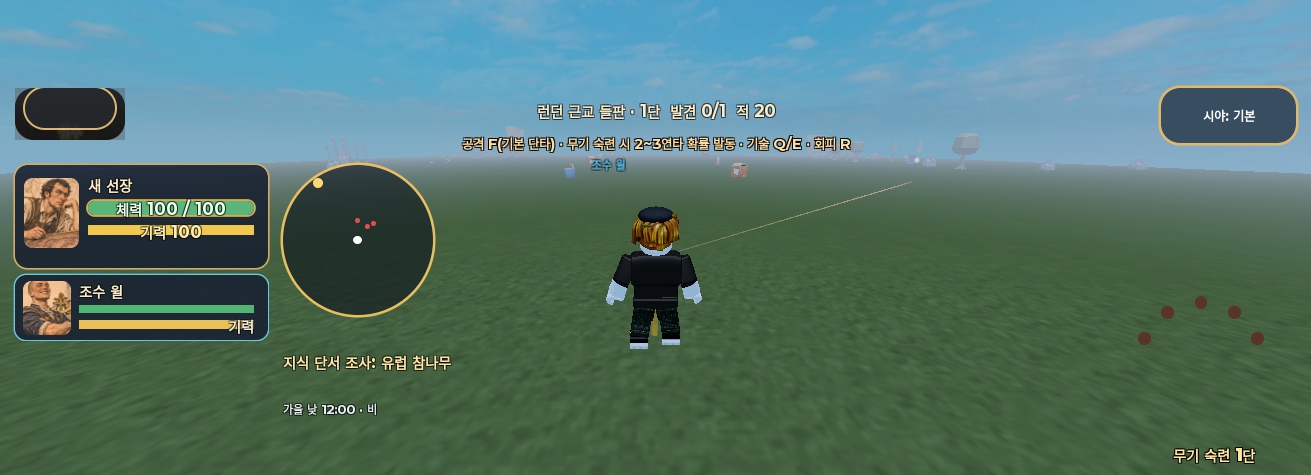 런던 근교 들판 · 1단 발견 0/1 적 20
시야: 기본
공격 F(기본 단타) · 무기 숙련 시 2~3연타 확률 발동 · 기술 Q/E · 회피 R
조수 윌
새 선장
체력 100 / 100
기력 100
조수 윌
기력
지식 단서 조사: 유럽 참나무
가을 낮 12:00 · 비
무기 숙련 1단